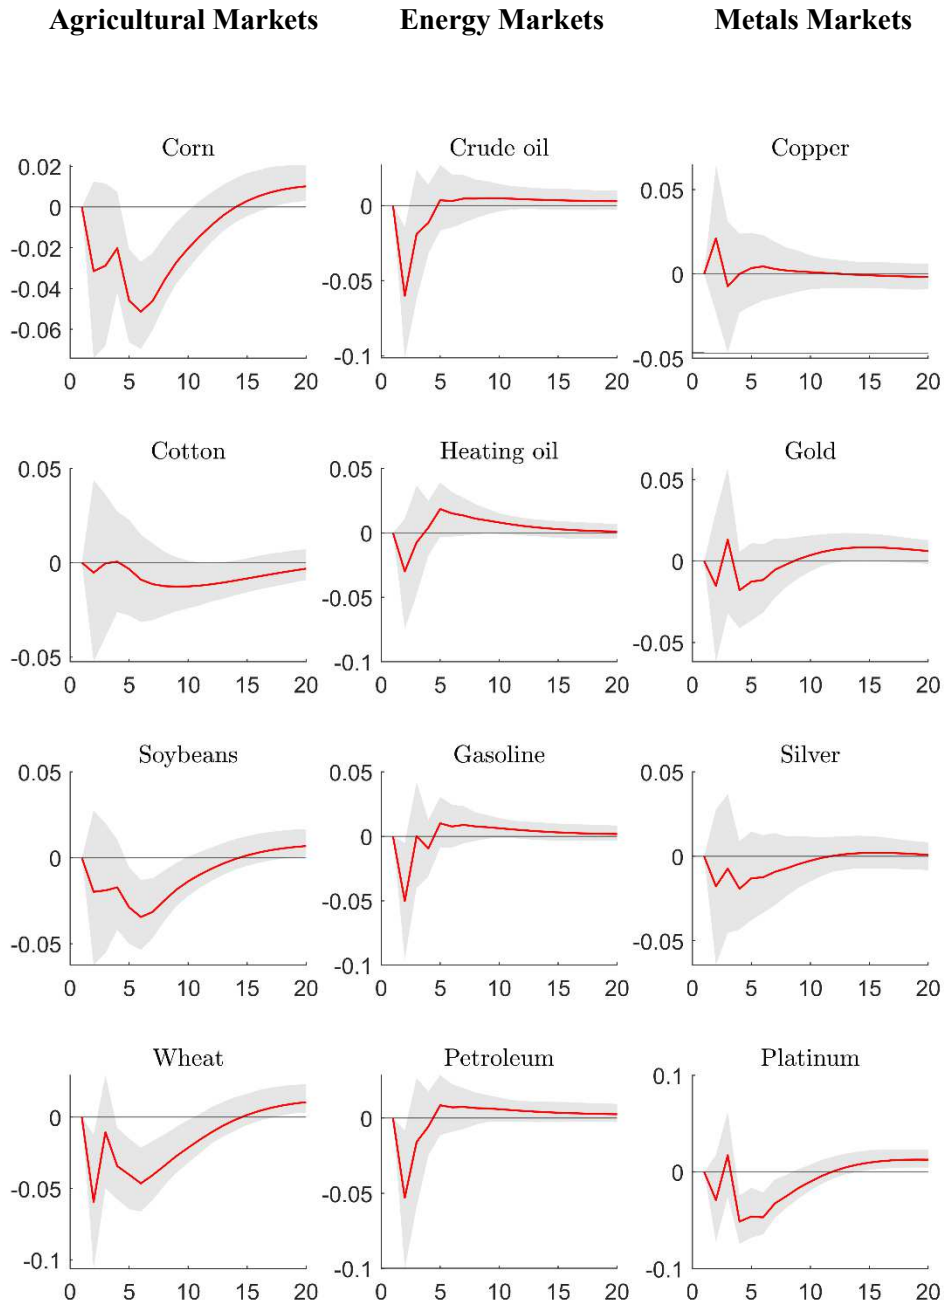 Agricultural Markets Energy Markets Metals Markets
Corn Crude oil Copper
0.02
0
-0.02
-0.04
-0.06
0 5 10 15 20
0
-0.05
-0.1
0 5 10 15 20
0.05
0
-0.05
0 5 10 15 20
Cotton Heating oil Gold
0.05
0
-0.05
0 5 10 15 20
0.05
0
-0.05
-0.1
0 5 10 15 20
0.05
0
-0.05
0 5 10 15 20
Soybeans Gasoline Silver
0.05
0
-0.05
0 5 10 15 20
0.05
0
-0.05
-0.1
0 5 10 15 20
0.05
0
-0.05
0 5 10 15 20
Wheat Petroleum Platinum
0
-0.05
-0.1
0 5 10 15 20
0
-0.05
-0.1
0 5 10 15 20
0.1
0
-0.1
0 5 10 15 20